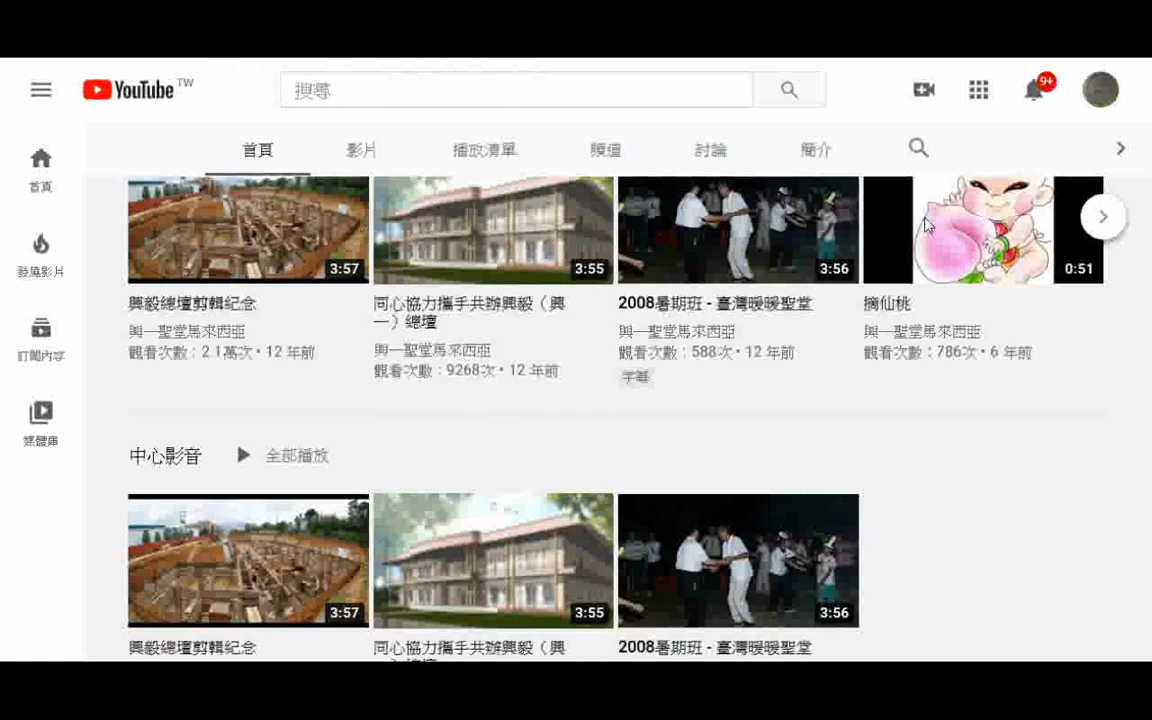 YouTube TW
搜尋
9+
首頁
影片
播放清單
頻道
討論
簡介
首頁
發燒影片
訂閱內容
媒體庫
3:57
3:55
3:56
0:51
興毅總壇剪輯紀念
興一聖堂馬來西亞
觀看次數：2.1萬次・12 年前
同心協力攜手共辦興毅（興
一）總壇
興一聖堂馬來西亞
觀看次數：9268次・12 年前
2008暑期班 - 臺灣暖暖聖堂
興一聖堂馬來西亞
觀看次數：588次・12 年前
字幕
摘仙桃
興一聖堂馬來西亞
觀看次數：786次・6 年前
中心影音
全部播放
3:57
3:55
3:56
興毅總壇剪輯紀念
同心協力攜手共辦興毅（興
2008暑期班 - 臺灣暖暖聖堂